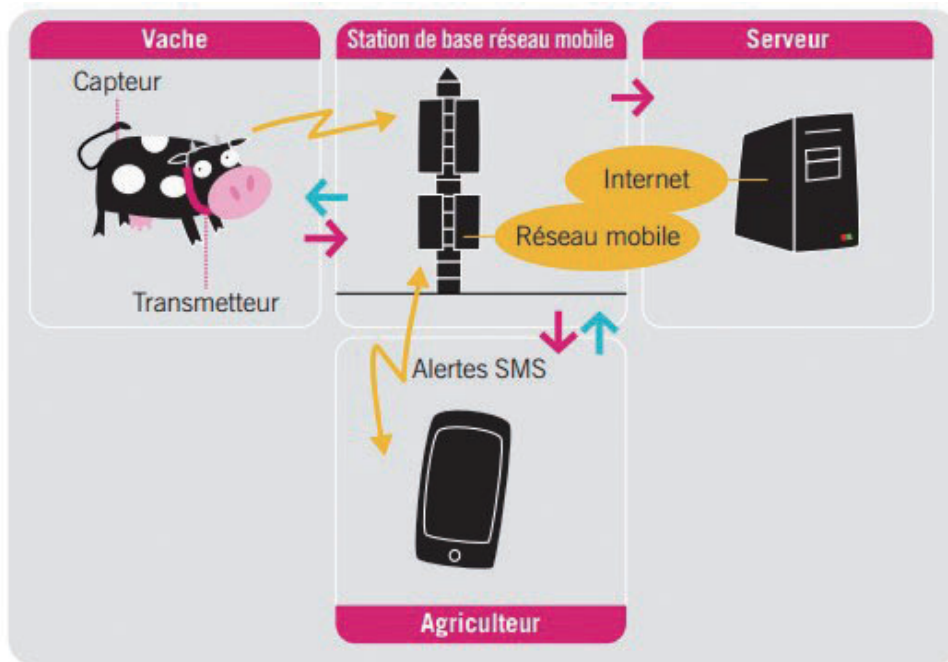 Vache
Station de base réseau mobile
Serveur
Capteur
Internet
Réseau mobile
Transmetteur
Alertes SMS
Agriculteur